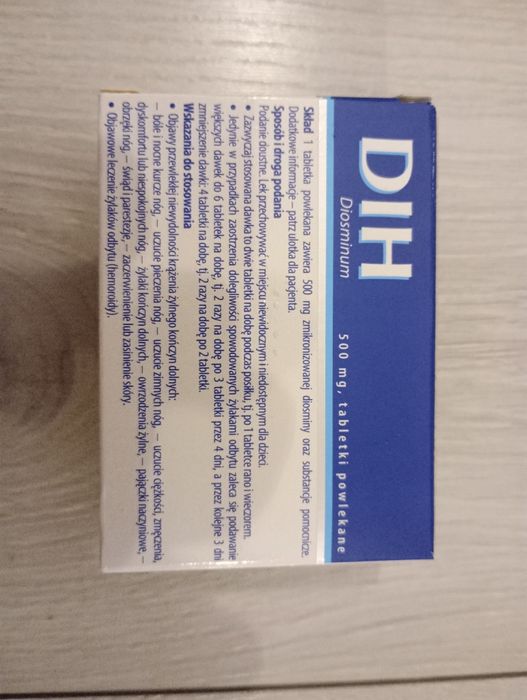 DIH
Diosminum
500 mg, tabletki powlekane
Skład 1 tabletka powlekana zawiera 500 mg zmikronizowanej diosminy oraz substancje pomocnicze.
Dodatkowe informacje – patrz ulotka dla pacjenta.
Sposób i droga podania
Podanie doustne. Lek przechowywać w miejscu niewidocznym i niedostępnym dla dzieci.
• Zazwyczaj stosowana dawka to dwie tabletki na dobę podczas posiłku, tj. po 1 tabletce rano i wieczorem.
• Jedynie w przypadkach zaostrzenia dolegliwości spowodowanych żylakami odbytu zaleca się podawanie
większych dawek do 6 tabletek na dobę, tj. 2 razy na dobę po 3 tabletki przez 4 dni, a przez kolejne 3 dni
zmniejszenie dawki: 4 tabletki na dobę, tj. 2 razy na dobę po 2 tabletki.
Wskazania do stosowania
• Objawy przewlekłej niewydolności krążenia żylnego kończyn dolnych:
– bóle i nocne kurcze nóg, – uczucie pieczenia nóg, – uczucie zimnych nóg, – uczucie ciężkości, zmęczenia,
dyskomfortu lub niespokojnych nóg, – żylaki kończyn dolnych, – owrzodzenia żylne, – pajączki naczyniowe, –
obrzęki nóg, – świąd i parestezje, – zaczerwienienie lub zasinienie skóry.
• Objawowe leczenie żylaków odbytu (hemoroidy).